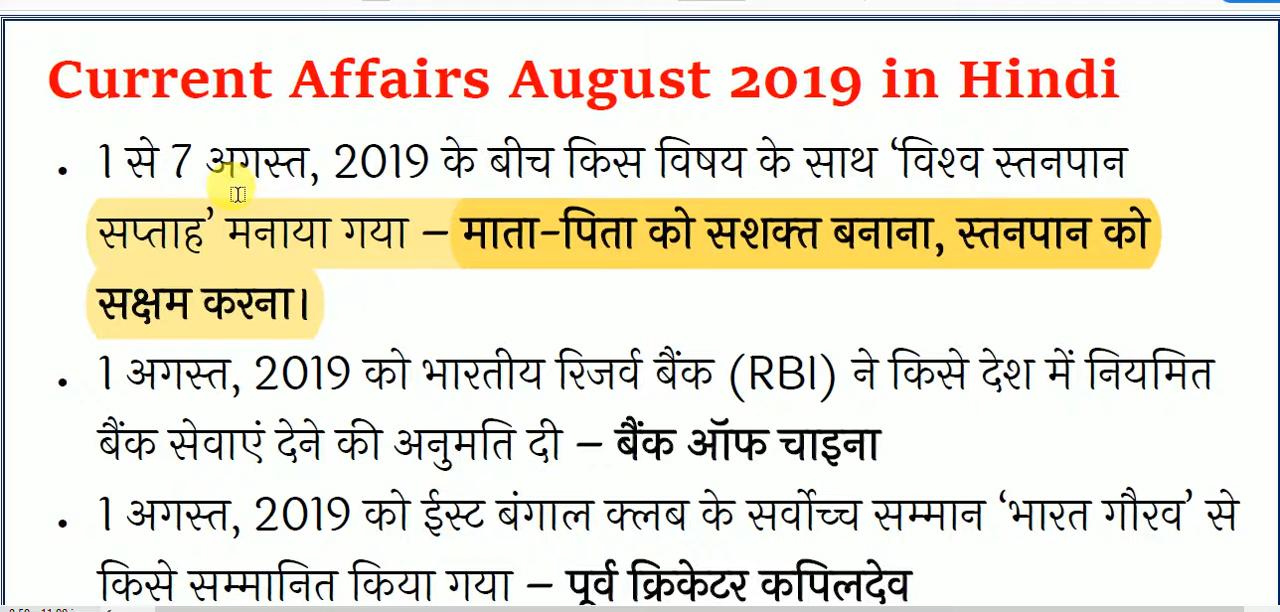 Current Affairs August 2019 in Hindi
• 1 से 7 अगस्त, 2019 के बीच किस विषय के साथ ‘विश्व स्तनपान
सप्ताह’ मनाया गया – माता-पिता को सशक्त बनाना, स्तनपान को
सक्षम करना।
• 1 अगस्त, 2019 को भारतीय रिजर्व बैंक (RBI) ने किसे देश में नियमित
बैंक सेवाएं देने की अनुमति दी – बैंक ऑफ चाइना
• 1 अगस्त, 2019 को ईस्ट बंगाल क्लब के सर्वोच्च सम्मान ‘भारत गौरव’ से
किसे सम्मानित किया गया – पूर्व क्रिकेटर कपिलदेव